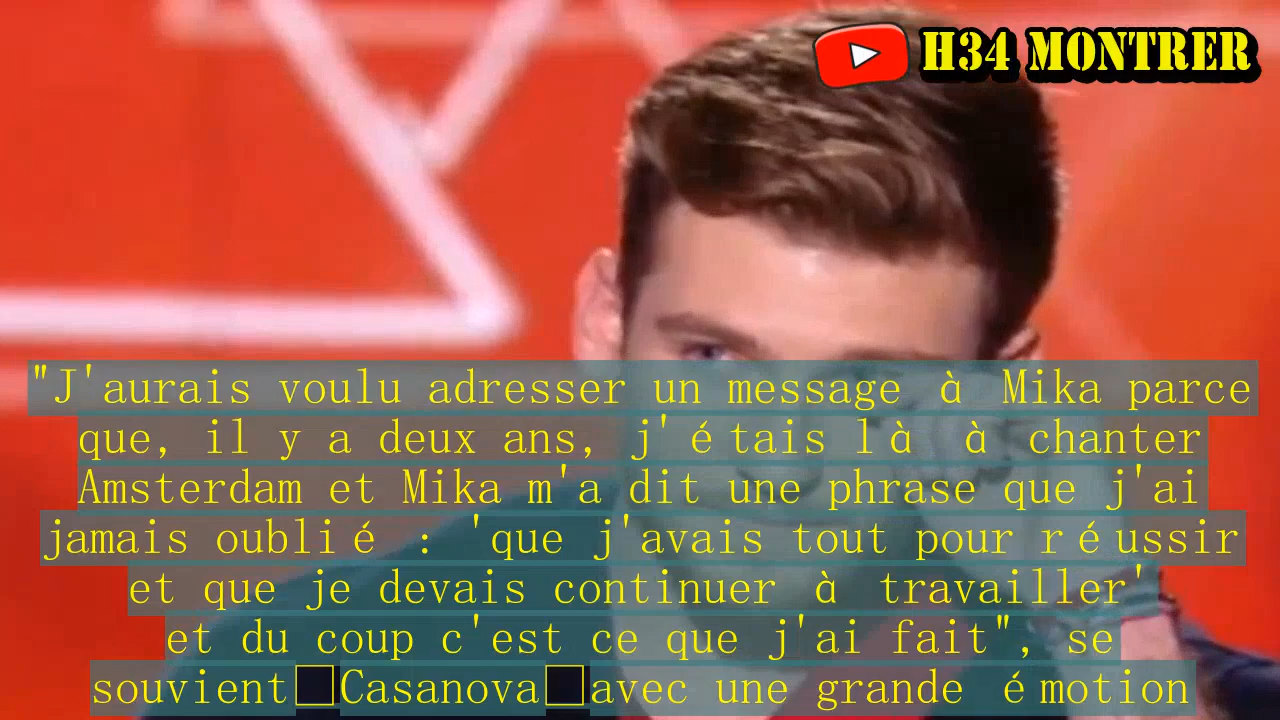 H34 MONTRER
"J'aurais voulu adresser un message à Mika parce
que, il y a deux ans, j'étais là à chanter
Amsterdam et Mika m'a dit une phrase que j'ai
jamais oublié : 'que j'avais tout pour réussir
et que je devais continuer à travailler'
et du coup c'est ce que j'ai fait", se
souvient Casanova avec une grande émotion